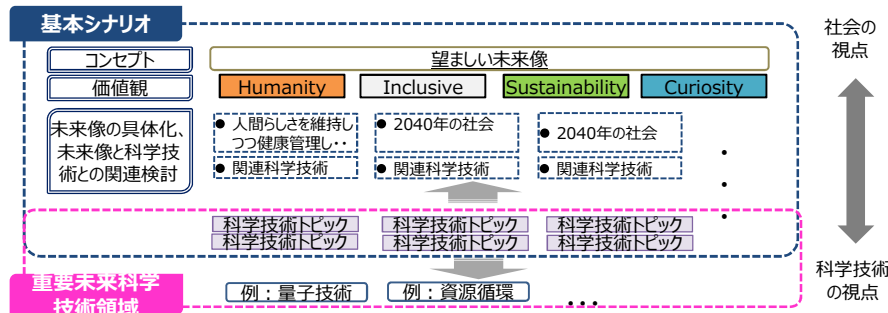 基本シナリオ
社会の
視点
コンセプト
望ましい未来像
価値観
Humanity
Inclusive
Sustainability
Curiosity
未来像の具体化、
未来像と科学技
術との関連検討
● 人間らしさを維持し
つつ健康管理し‥
● 関連科学技術
● 2040年の社会
● 関連科学技術
● 2040年の社会
● 関連科学技術
・
・
・
科学技術トピック
科学技術トピック
科学技術トピック
科学技術トピック
科学技術トピック
科学技術トピック
重要未来科学
技術領域
例：量子技術
例：資源循環
・・・
科学技術
の視点